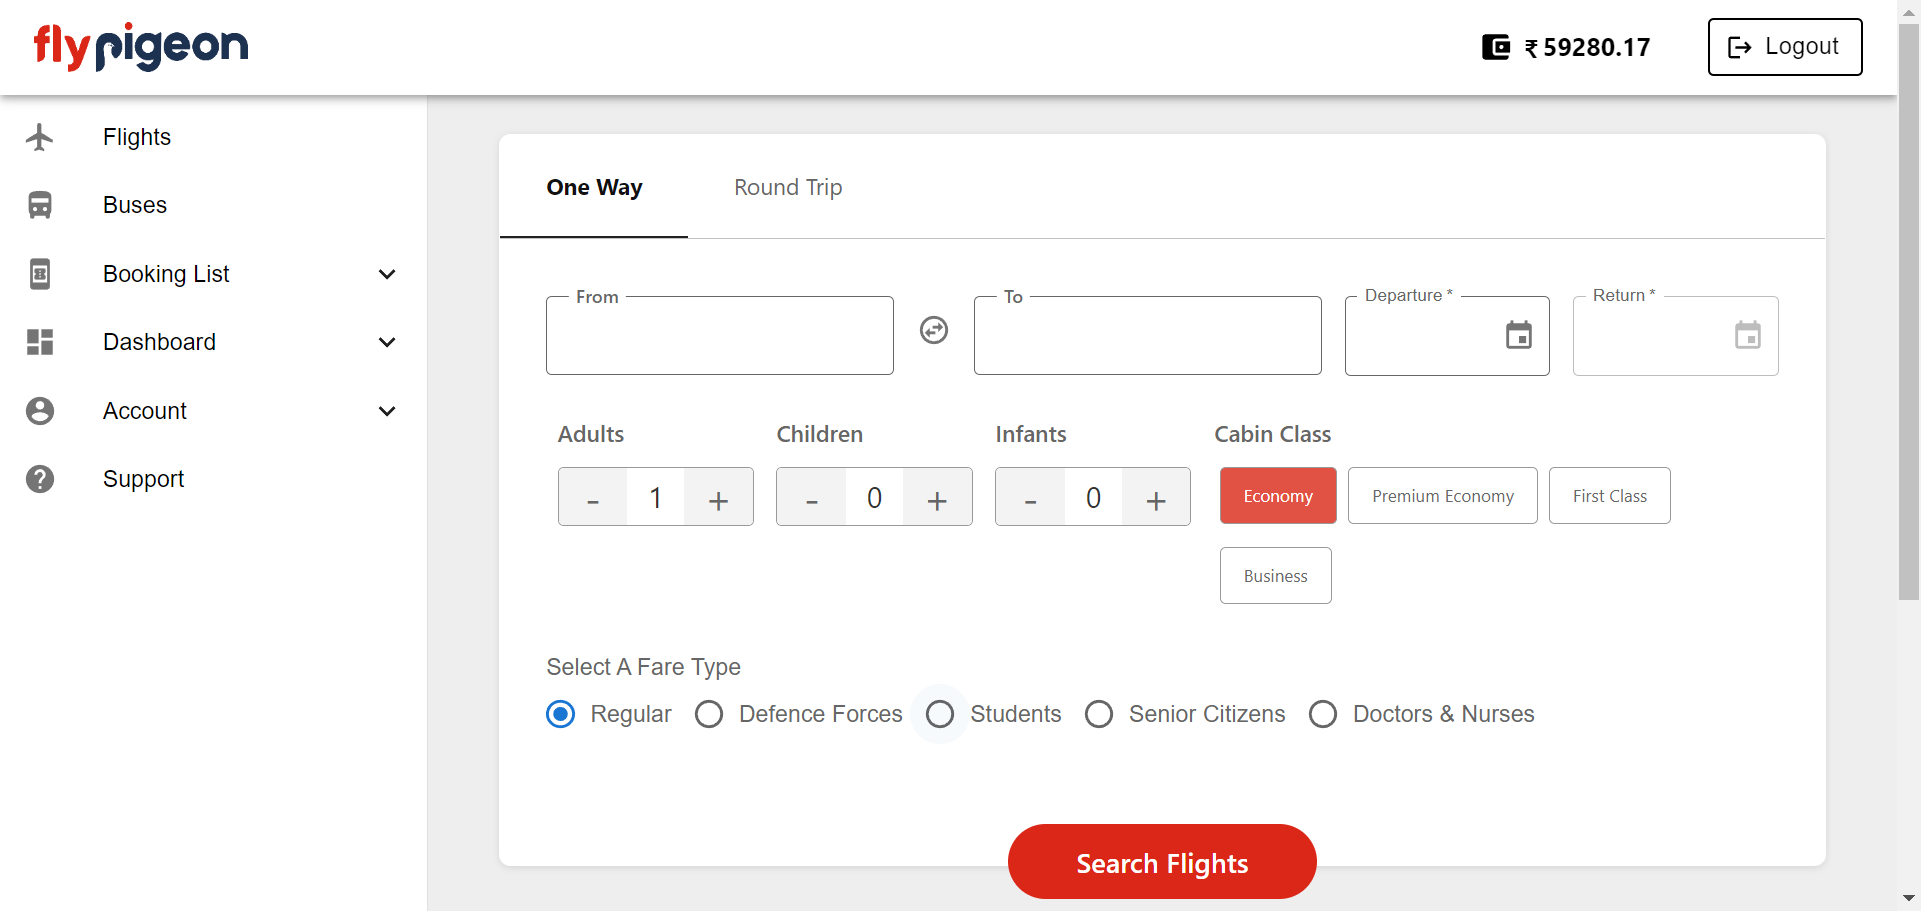 flypigeon
₹ 59280.17
Logout
Flights
Buses
Booking List
Dashboard
Account
Support
One Way
Round Trip
From
To
Departure *
Return *
Adults
Children
Infants
Cabin Class
- 1 +
- 0 +
- 0 +
Economy
Premium Economy
First Class
Business
Select A Fare Type
Regular
Defence Forces
Students
Senior Citizens
Doctors & Nurses
Search Flights